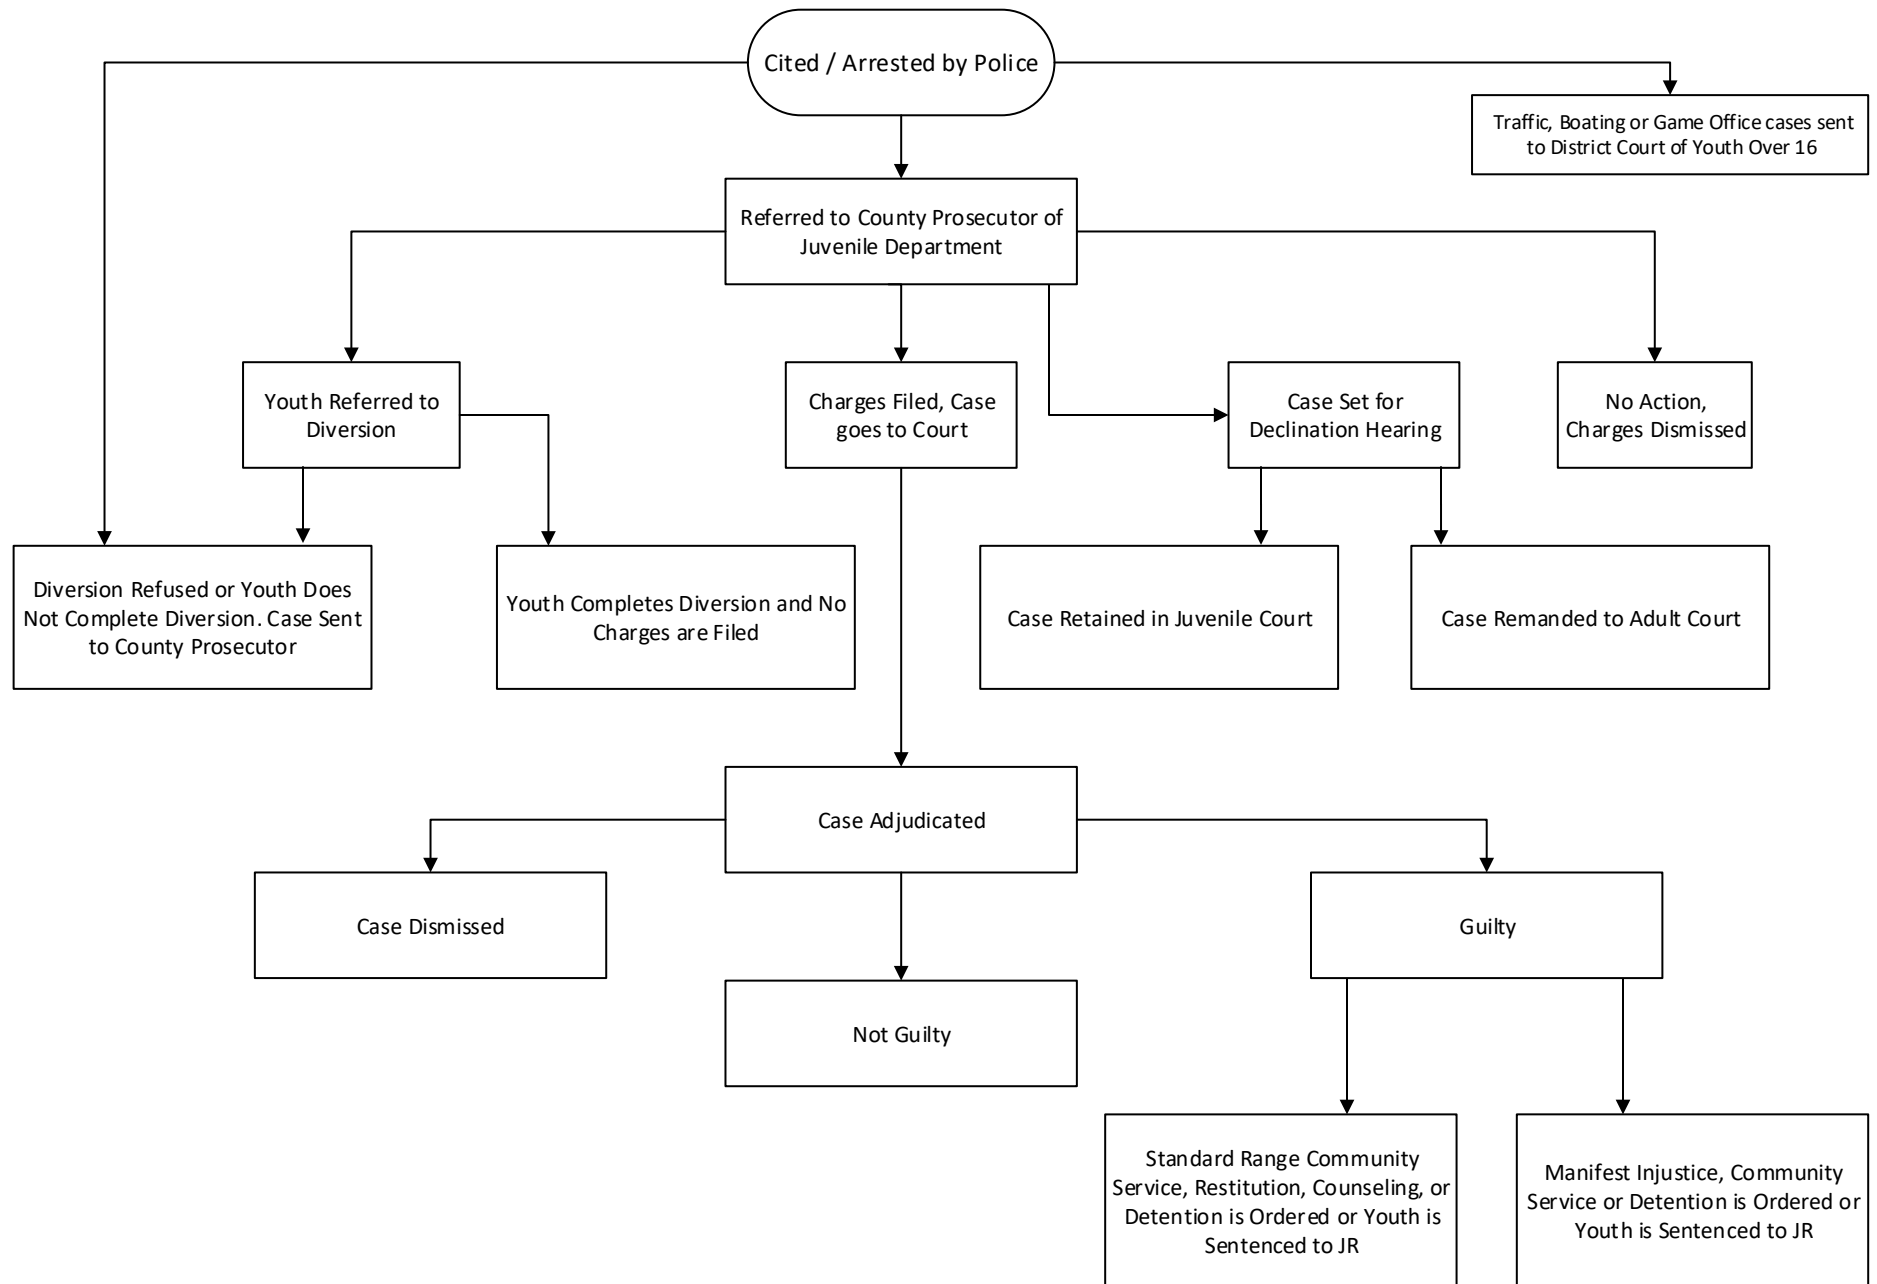 Cited / Arrested by Police
Traffic, Boating or Game Office cases sent
to District Court of Youth Over 16
Referred to County Prosecutor of
Juvenile Department
Youth Referred to
Diversion
Charges Filed, Case
goes to Court
Case Set for
Declination Hearing
No Action,
Charges Dismissed
Diversion Refused or Youth Does
Not Complete Diversion. Case Sent
to County Prosecutor
Youth Completes Diversion and No
Charges are Filed
Case Retained in Juvenile Court
Case Remanded to Adult Court
Case Adjudicated
Case Dismissed
Guilty
Not Guilty
Standard Range Community
Service, Restitution, Counseling, or
Detention is Ordered or Youth is
Sentenced to JR
Manifest Injustice, Community
Service or Detention is Ordered or
Youth is Sentenced to JR